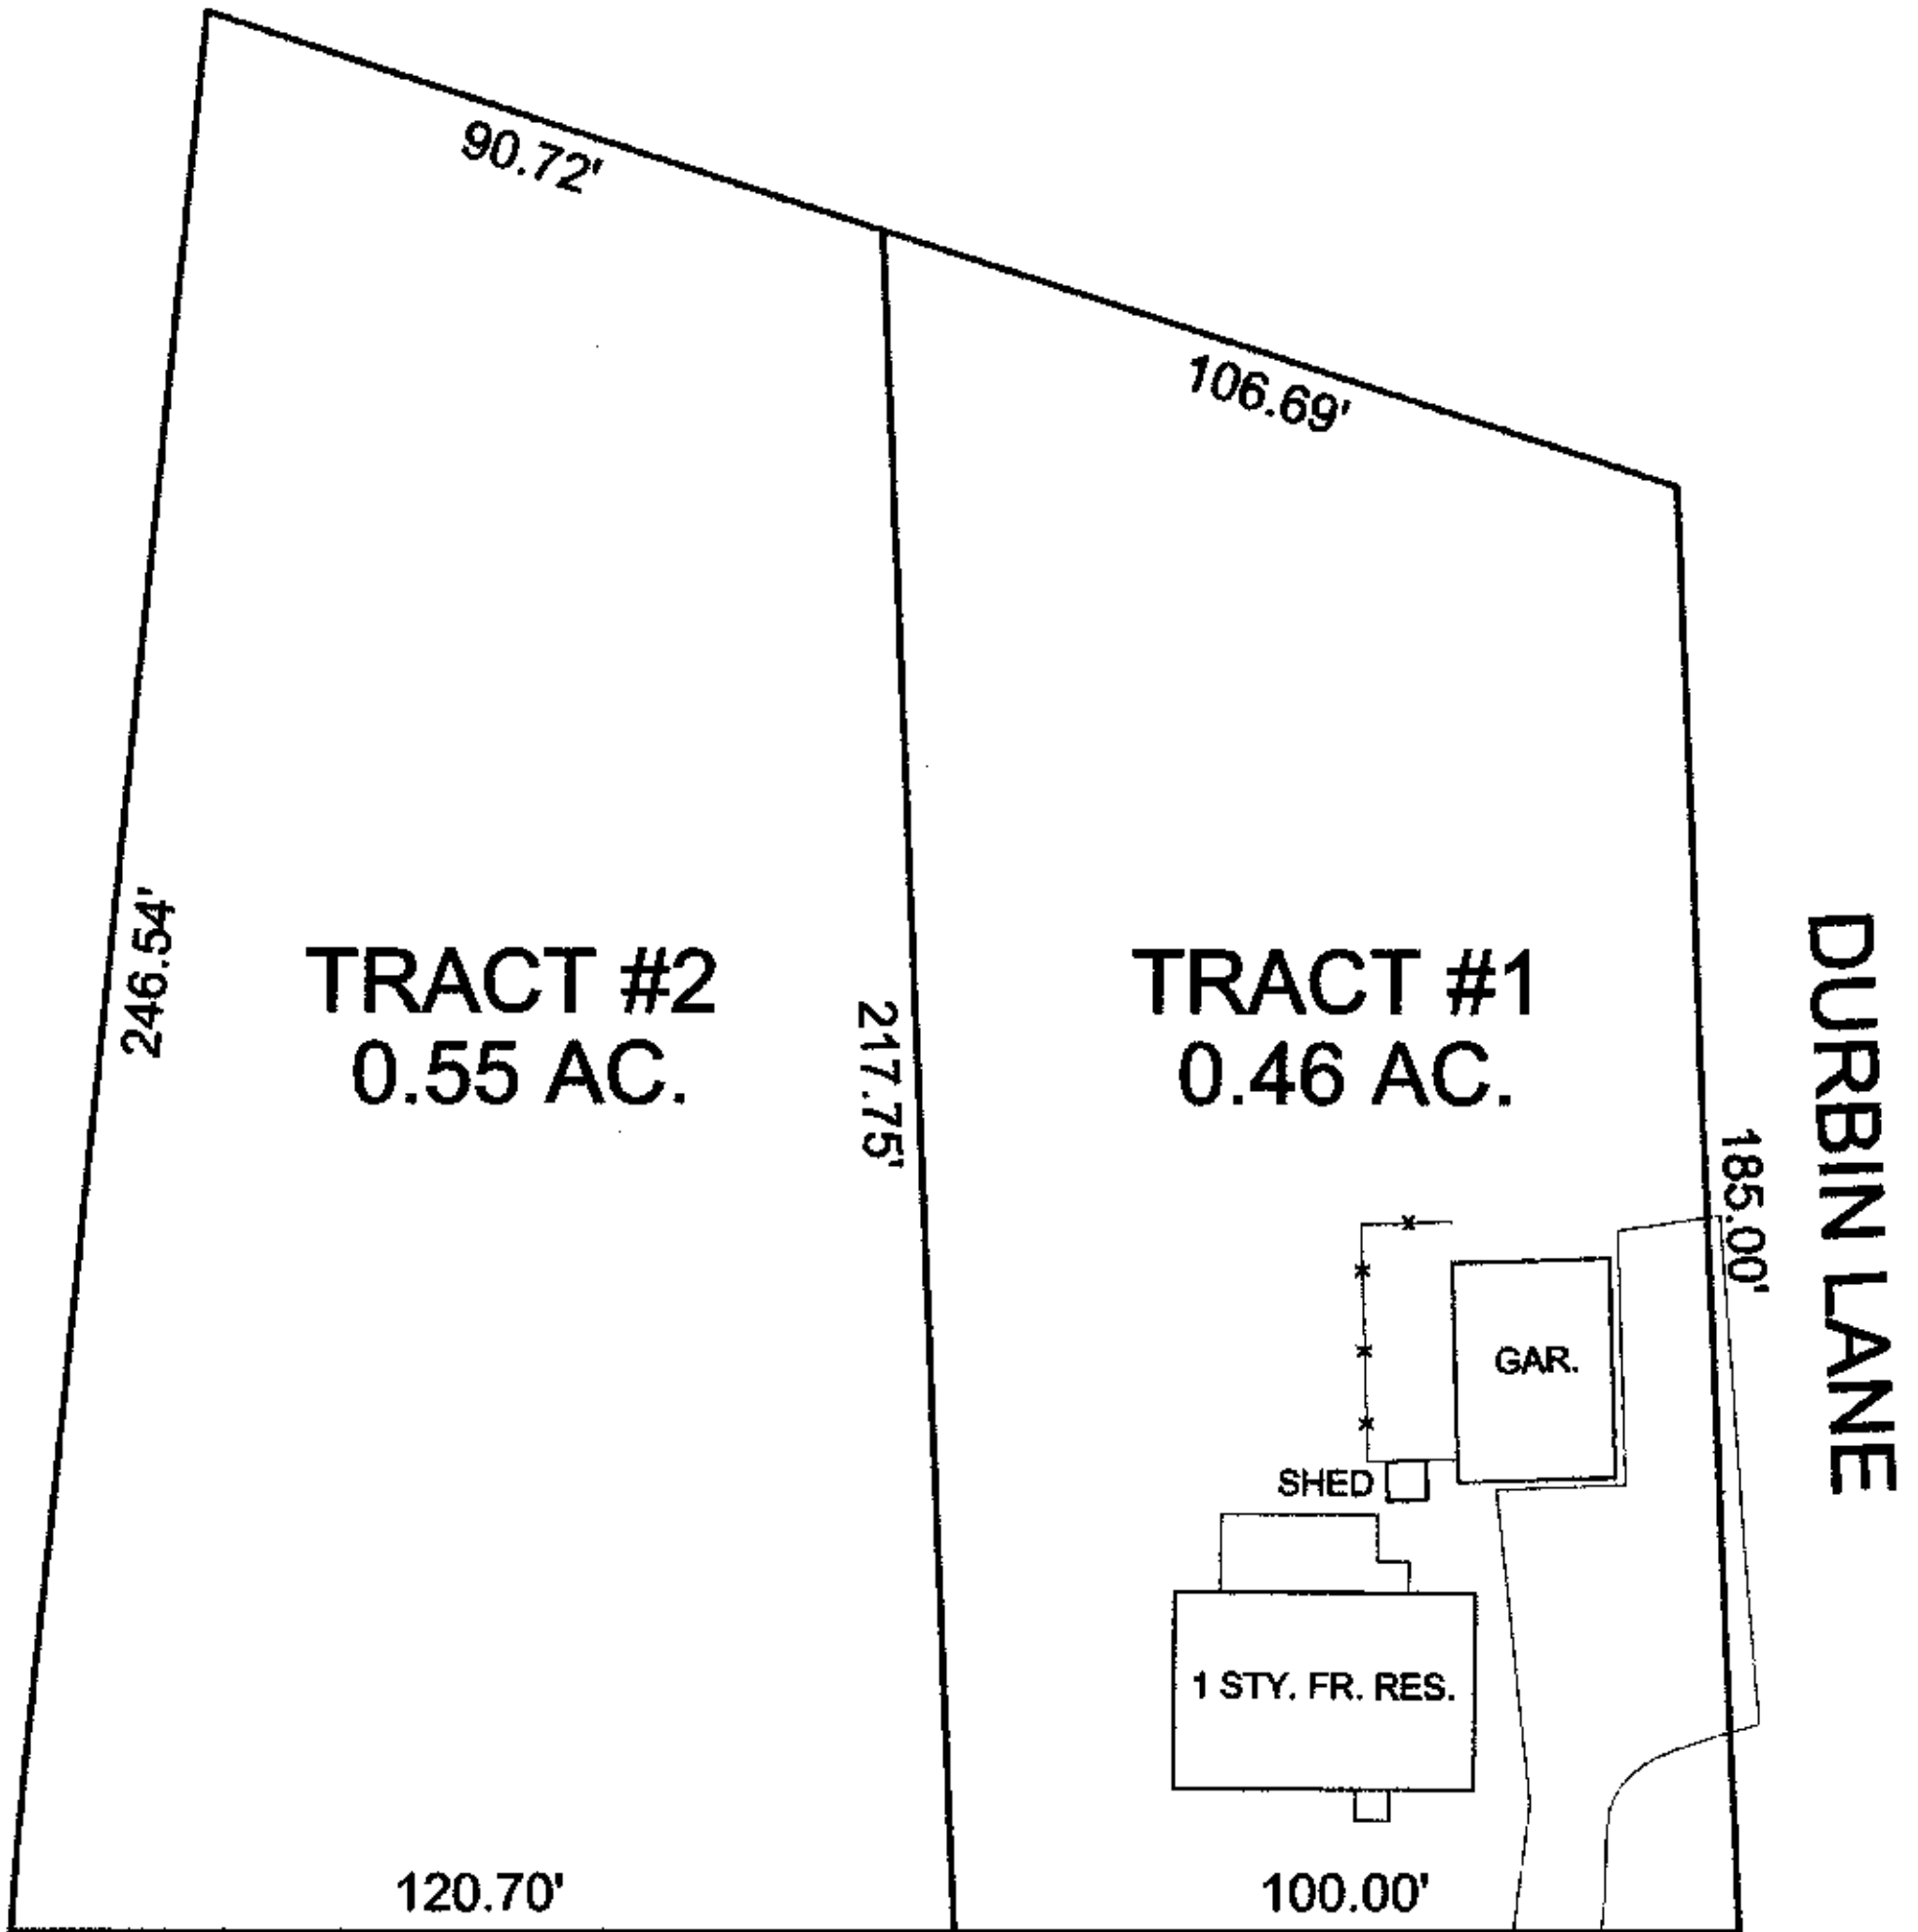 90.72'
106.69'
246.54'
TRACT #2
0.55 AC.
217.75'
TRACT #1
0.46 AC.
185.00'
DURBIN LANE
GAR.
SHED
1 STY. FR. RES.
120.70'
100.00'